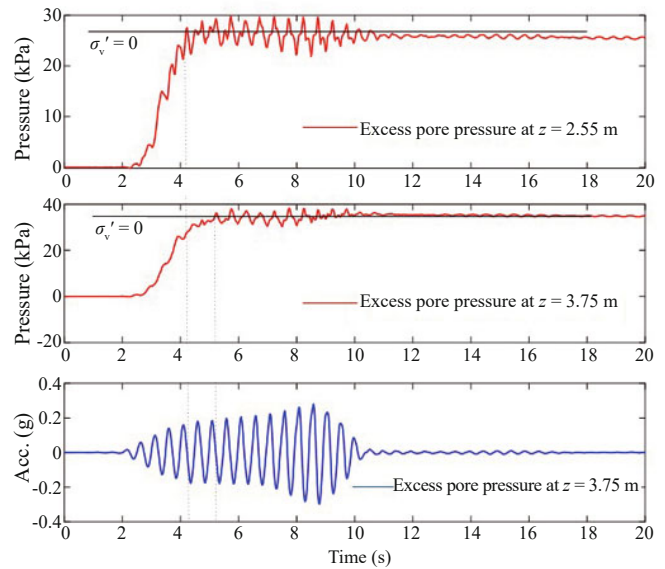 30
20
10
0
Pressure (kPa)
σv′ = 0
Excess pore pressure at z = 2.55 m
0 2 4 6 8 10 12 14 16 18 20
40
20
0
-20
Pressure (kPa)
σv′ = 0
Excess pore pressure at z = 3.75 m
0 2 4 6 8 10 12 14 16 18 20
0.4
0.2
0
-0.2
-0.4
Acc. (g)
Excess pore pressure at z = 3.75 m
0 2 4 6 8 10 12 14 16 18 20
Time (s)